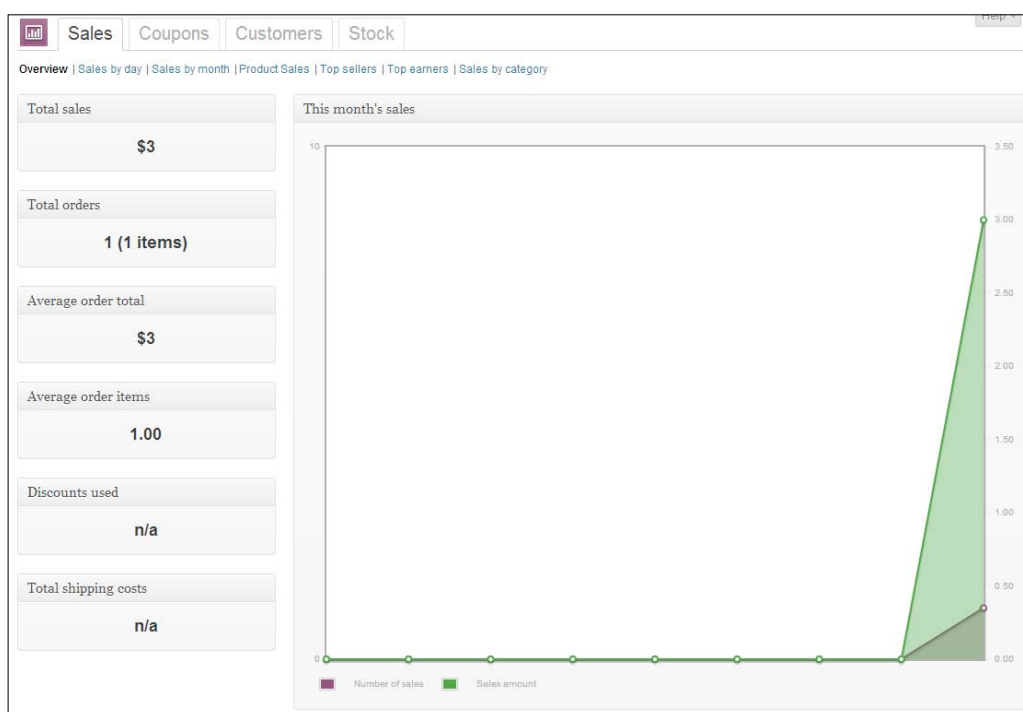 Help
Sales Coupons Customers Stock
Overview | Sales by day | Sales by month | Product Sales | Top sellers | Top earners | Sales by category
Total sales
$3
Total orders
1 (1 items)
Average order total
$3
Average order items
1.00
Discounts used
n/a
Total shipping costs
n/a
This month's sales
10
0
3.50
3.00
2.50
2.00
1.50
1.00
0.50
0.00
Number of sales Sales amount